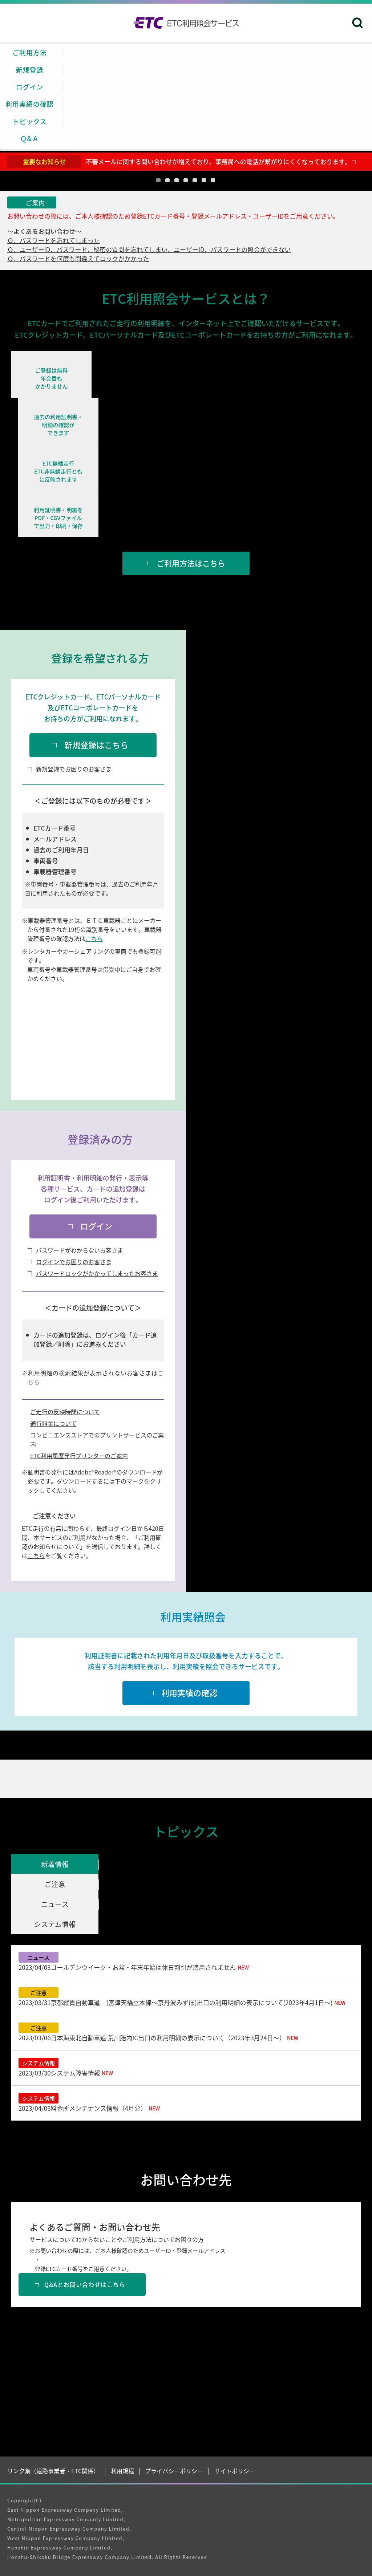 ETC ETC利用照会サービス
ご利用方法
新規登録
ログイン
利用実績の確認
トピックス
Q&A
重要なお知らせ 不審メールに関する問い合わせが増えており、事務局への電話が繋がりにくくなっております。
ご案内
お問い合わせの際には、ご本人様確認のため登録ETCカード番号・登録メールアドレス・ユーザーIDをご用意ください。
～よくあるお問い合わせ～
Q．パスワードを忘れてしまった
Q．ユーザーID、パスワード、秘密の質問を忘れてしまい、ユーザーID、パスワードの照会ができない
Q．パスワードを何度も間違えてロックがかかった
ETC利用照会サービスとは？
ETCカードでご利用されたご走行の利用明細を、インターネット上でご確認いただけるサービスです。
ETCクレジットカード、ETCパーソナルカード及びETCコーポレートカードをお持ちの方がご利用になれます。
ご登録は無料
年会費も
かかりません
過去の利用証明書・
明細の確認が
できます
ETC無線走行
ETC非無線走行とも
に反映されます
利用証明書・明細を
PDF・CSVファイル
で出力・印刷・保存
ご利用方法はこちら
登録を希望される方
ETCクレジットカード、ETCパーソナルカード
及びETCコーポレートカードを
お持ちの方がご利用になれます。
新規登録はこちら
新規登録でお困りのお客さま
＜ご登録には以下のものが必要です＞
ETCカード番号
メールアドレス
過去のご利用年月日
車両番号
車載器管理番号
※車両番号・車載器管理番号は、過去のご利用年月
日に利用されたものが必要です。
※車載器管理番号とは、ＥＴＣ車載器ごとにメーカー
から付番された19桁の識別番号をいいます。車載器
管理番号の確認方法はこちら
※レンタカーやカーシェアリングの車両でも登録可能
です。
車両番号や車載器管理番号は借受中にご自身でお確
かめください。
登録済みの方
利用証明書・利用明細の発行・表示等
各種サービス、カードの追加登録は
ログイン後ご利用いただけます。
ログイン
パスワードがわからないお客さま
ログインでお困りのお客さま
パスワードロックがかかってしまったお客さま
＜カードの追加登録について＞
カードの追加登録は、ログイン後「カード追
加登録／削除」にお進みください
※利用明細の検索結果が表示されないお客さまはこ
ちら
ご走行の反映時間について
通行料金について
コンビニエンスストアでのプリントサービスのご案
内
ETC利用履歴発行プリンターのご案内
※証明書の発行にはAdobe®Reader®のダウンロードが
必要です。ダウンロードするには下のマークをクリ
ックしてください。
ご注意ください
ETC走行の有無に関わらず、最終ログイン日から420日
間、本サービスのご利用がなかった場合、「ご利用確
認のお知らせについて」を送信しております。詳しく
はこちらをご覧ください。
利用実績照会
利用証明書に記載された利用年月日及び取扱番号を入力することで、
該当する利用明細を表示し、利用実績を照会できるサービスです。
利用実績の確認
トピックス
新着情報
ご注意
ニュース
システム情報
ニュース
2023/04/03ゴールデンウイーク・お盆・年末年始は休日割引が適用されません NEW
ご注意
2023/03/31京都縦貫自動車道　(宮津天橋立本線～京丹波みずほ)出口の利用明細の表示について(2023年4月1日～) NEW
ご注意
2023/03/06日本海東北自動車道 荒川胎内IC出口の利用明細の表示について（2023年3月24日～） NEW
システム情報
2023/03/30システム障害情報 NEW
システム情報
2023/04/03料金所メンテナンス情報（4月分） NEW
お問い合わせ先
よくあるご質問・お問い合わせ先
サービスについてわからないことやご利用方法についてお困りの方
※お問い合わせの際には、ご本人様確認のためユーザーID・登録メールアドレス
・
登録ETCカード番号をご用意ください。
Q&Aとお問い合わせはこちら
リンク集（道路事業者・ETC関係） | 利用規程 | プライバシーポリシー | サイトポリシー
Copyright(C)
East Nippon Expressway Company Limited,
Metropolitan Expressway Company Limited,
Central Nippon Expressway Company Limited,
West Nippon Expressway Company Limited,
Hanshin Expressway Company Limited,
Honshu-Shikoku Bridge Expressway Company Limited. All Rights Reserved